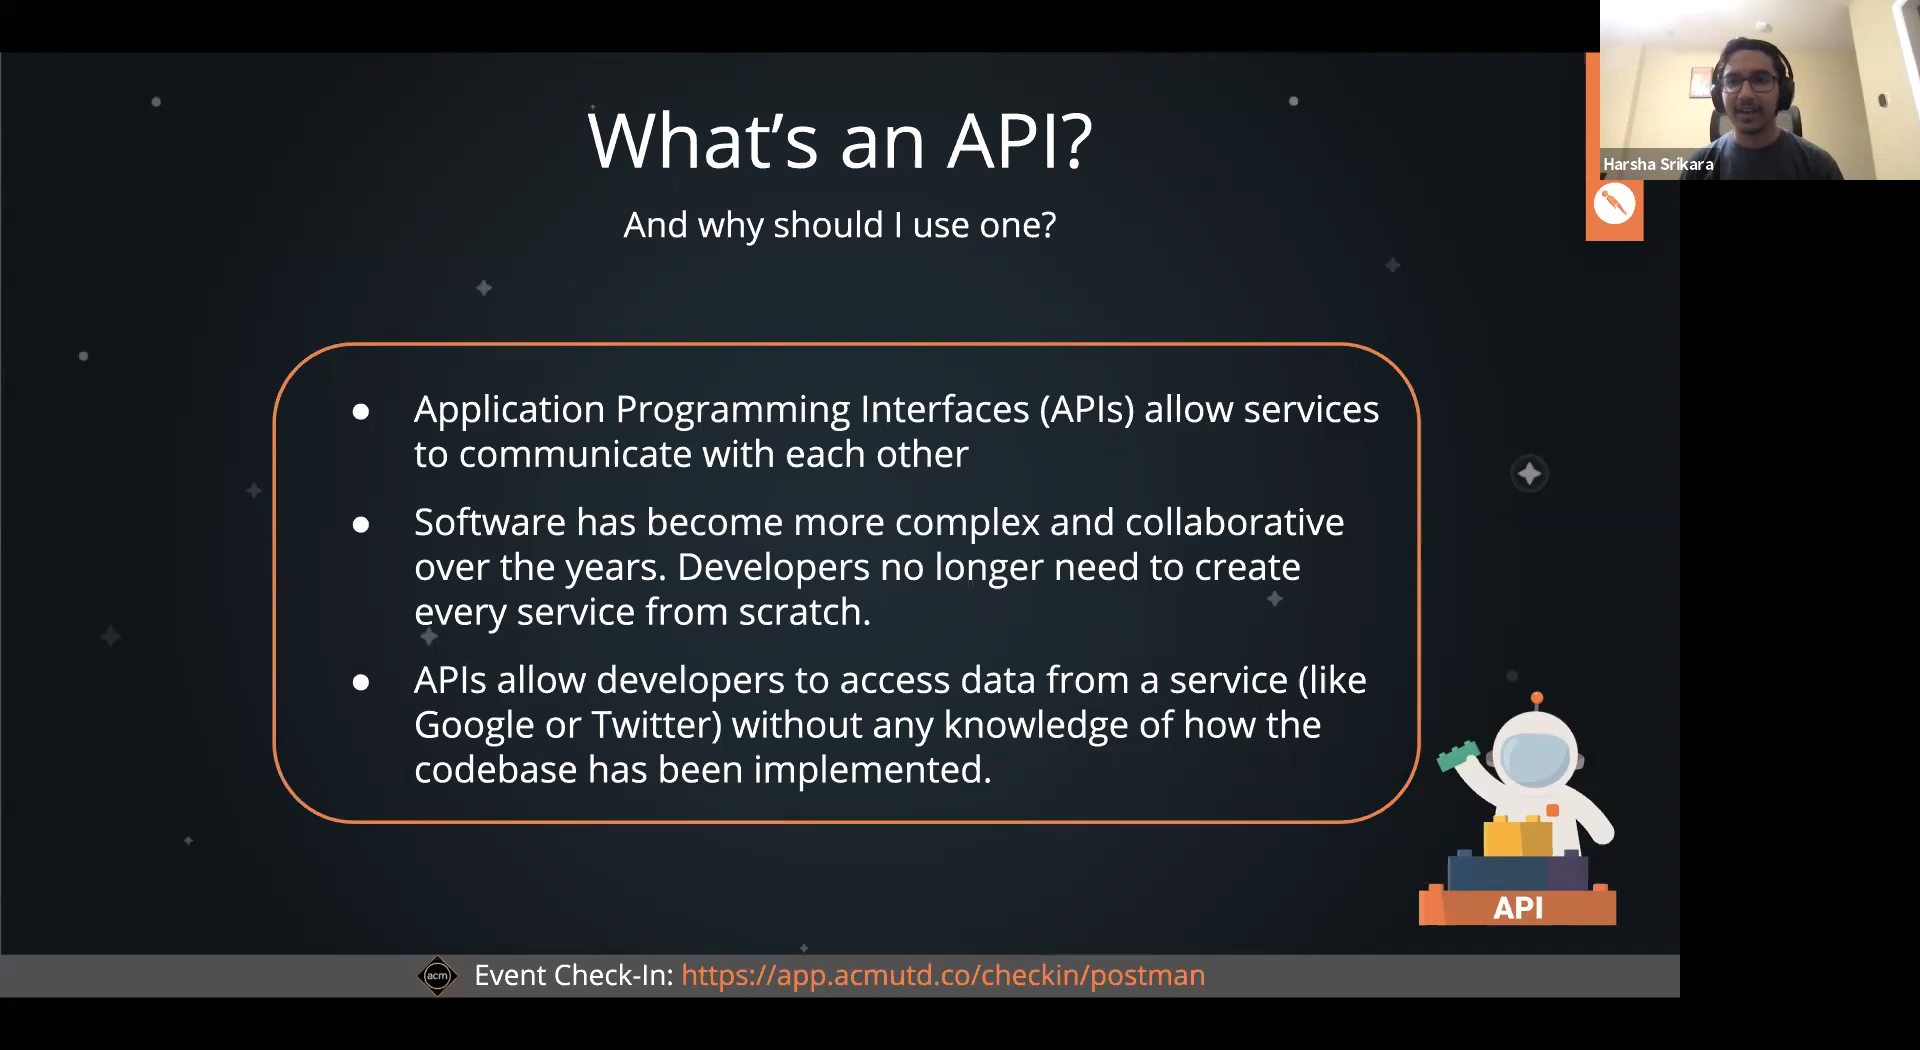 What's an API?
And why should I use one?
Harsha Srikara
● Application Programming Interfaces (APIs) allow services
to communicate with each other
● Software has become more complex and collaborative
over the years. Developers no longer need to create
every service from scratch.
● APIs allow developers to access data from a service (like
Google or Twitter) without any knowledge of how the
codebase has been implemented.
API
acm Event Check-In: https://app.acmutd.co/checkin/postman